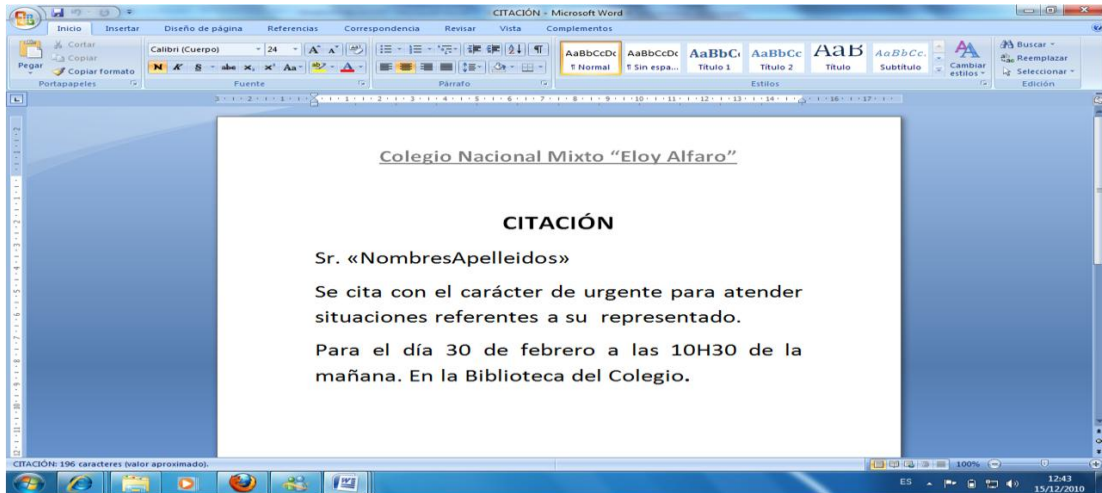 CITACIÓN - Microsoft Word
Inicio Insertar Diseño de página Referencias Correspondencia Revisar Vista Complementos
Pegar
Cortar
Copiar
Copiar formato
Portapapeles
Calibri (Cuerpo) 24
N K S abc x₂ x² Aa
Fuente
Párrafo
AaBbCcDc AaBbCcDc AaBbC AaBbCc AaB AaBbCc.
¶ Normal ¶ Sin espa... Título 1 Título 2 Título Subtítulo
Cambiar estilos
Estilos
Buscar
Reemplazar
Seleccionar
Edición
Colegio Nacional Mixto “Eloy Alfaro”
CITACIÓN
Sr. «NombresApelleidos»
Se cita con el carácter de urgente para atender
situaciones referentes a su representado.
Para el día 30 de febrero a las 10H30 de la
mañana. En la Biblioteca del Colegio.
CITACIÓN: 196 caracteres (valor aproximado).
100%
ES
12:43
15/12/2010